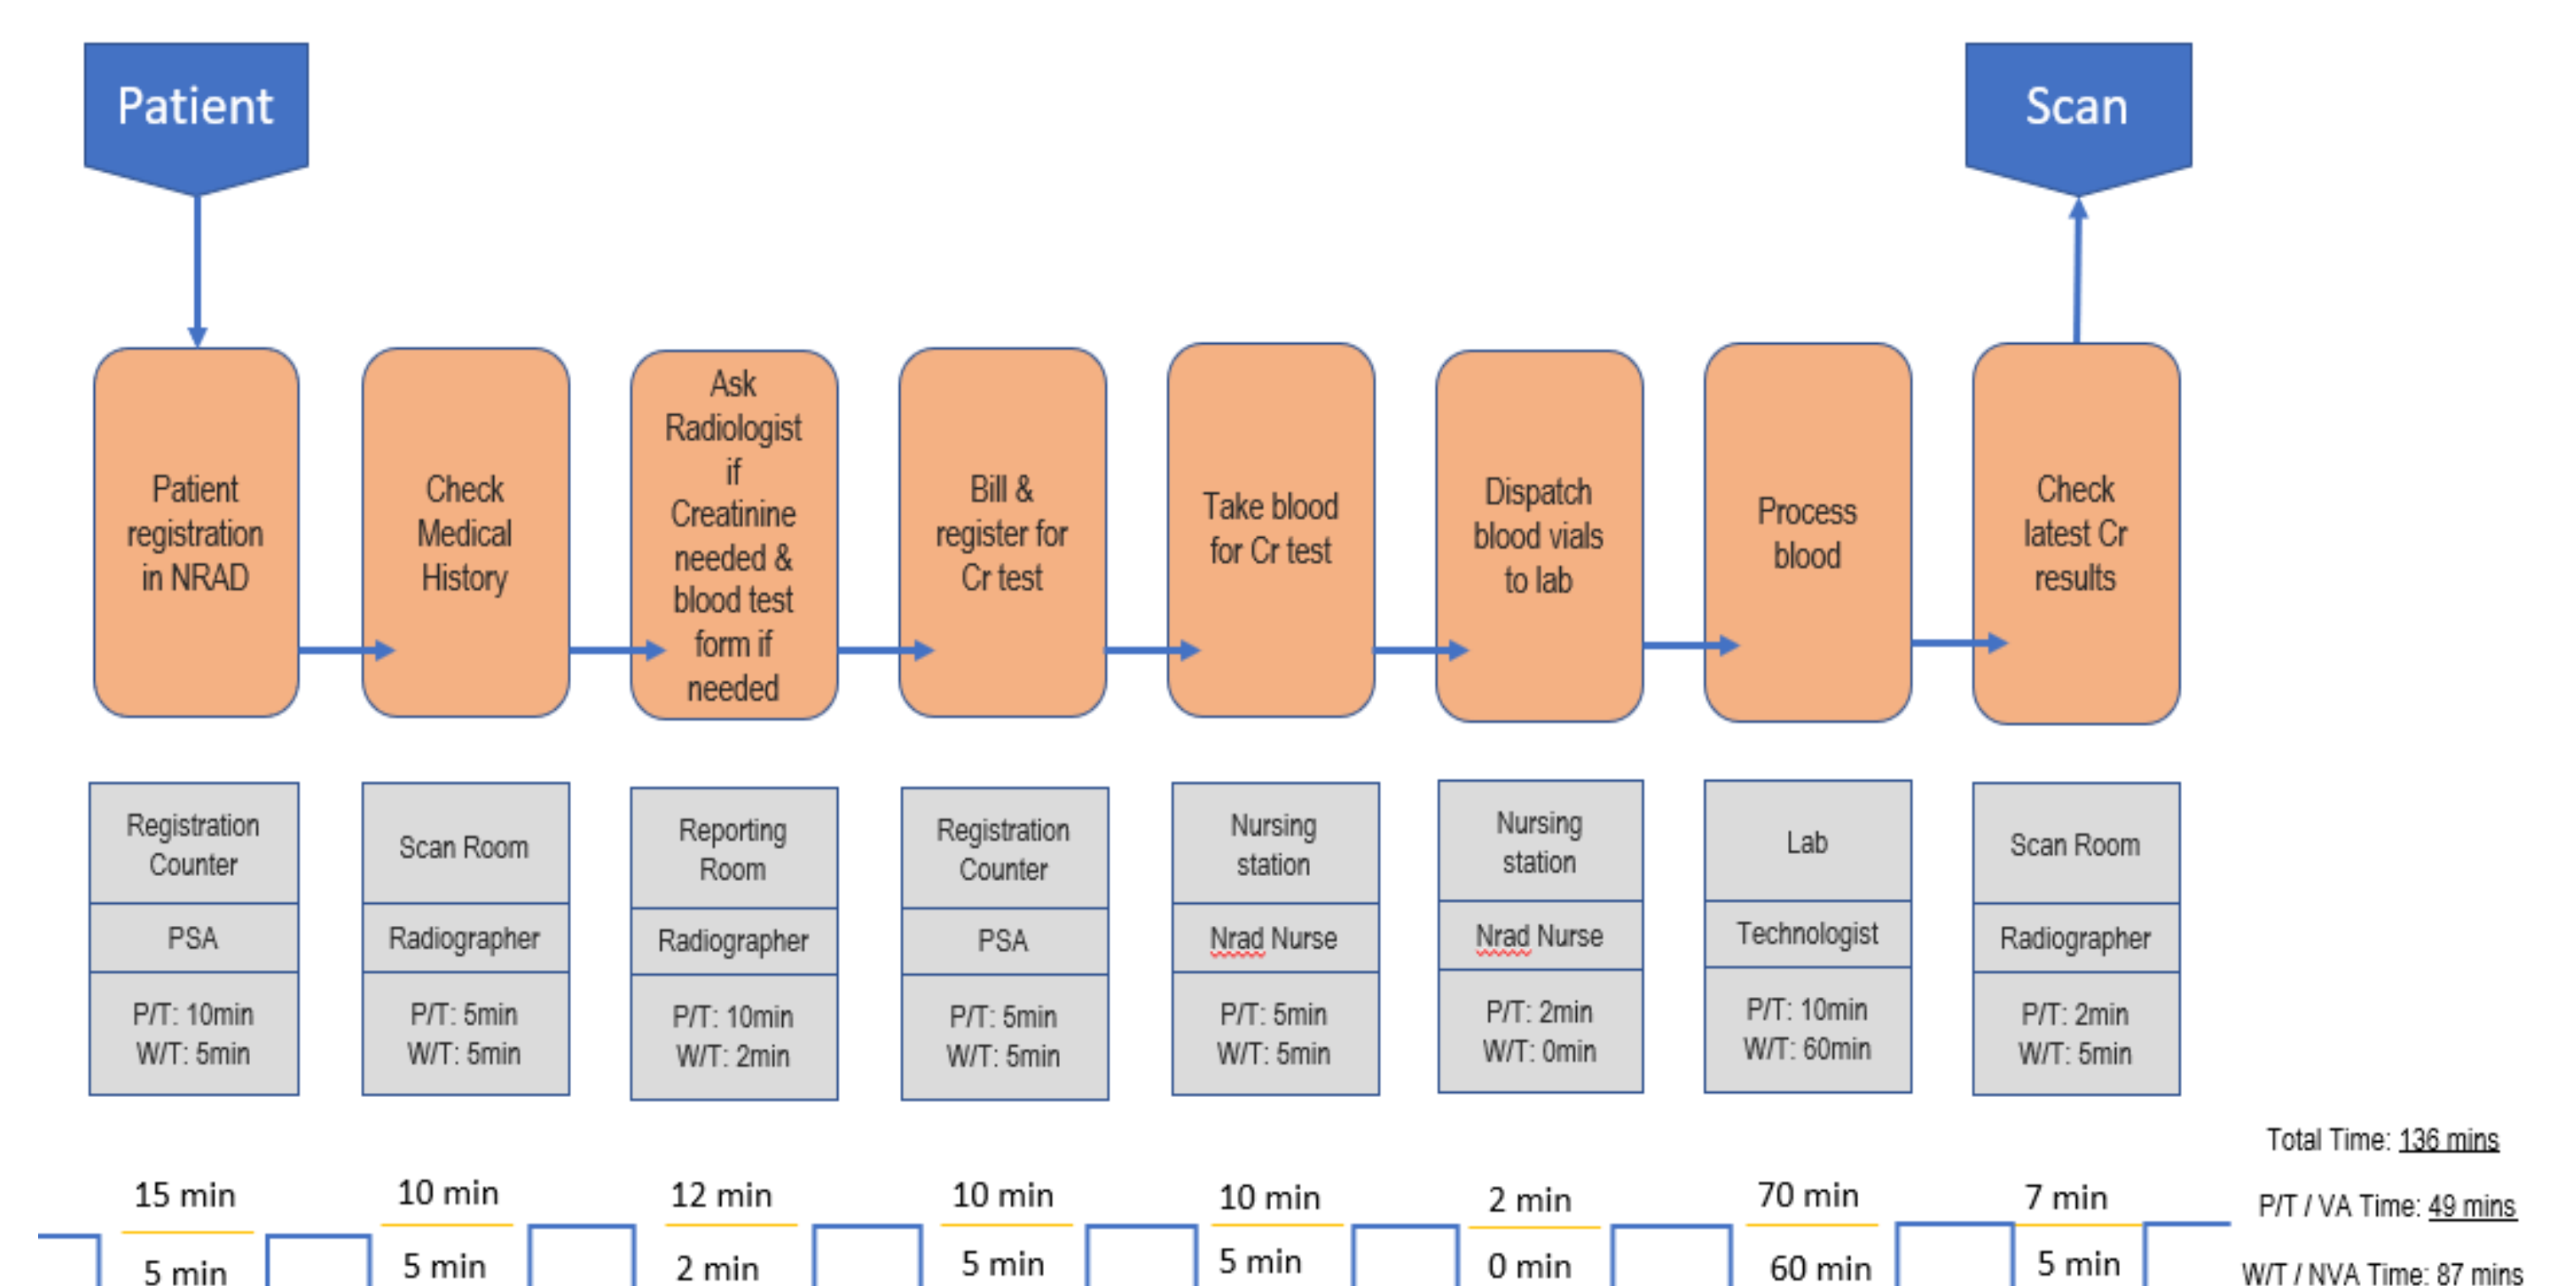 Patient
Scan
Patient
registration
in NRAD
Check
Medical
History
Ask
Radiologist
if
Creatinine
needed &
blood test
form if
needed
Bill &
register for
Cr test
Take blood
for Cr test
Dispatch
blood vials
to lab
Process
blood
Check
latest Cr
results
Registration
Counter
PSA
P/T: 10min
W/T: 5min
Scan Room
Radiographer
P/T: 5min
W/T: 5min
Reporting
Room
Radiographer
P/T: 10min
W/T: 2min
Registration
Counter
PSA
P/T: 5min
W/T: 5min
Nursing
station
Nrad Nurse
P/T: 5min
W/T: 5min
Nursing
station
Nrad Nurse
P/T: 2min
W/T: 0min
Lab
Technologist
P/T: 10min
W/T: 60min
Scan Room
Radiographer
P/T: 2min
W/T: 5min
15 min
5 min
10 min
5 min
12 min
2 min
10 min
5 min
10 min
5 min
2 min
0 min
70 min
60 min
7 min
5 min
Total Time: 136 mins
P/T / VA Time: 49 mins
W/T / NVA Time: 87 mins